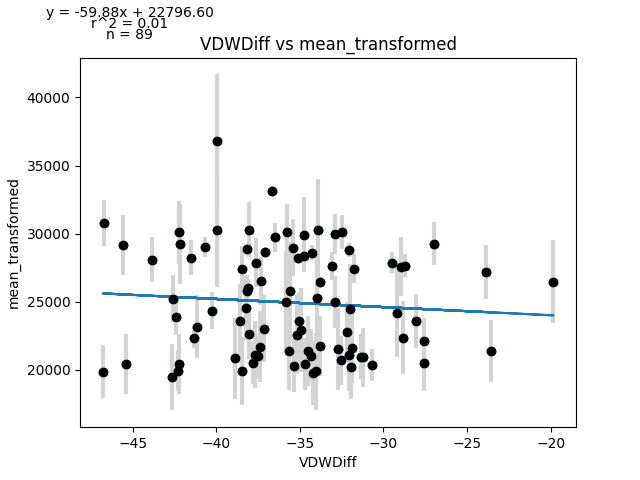 y = -59.88x + 22796.60
r^2 = 0.01
n = 89
VDWDiff vs mean_transformed
40000
35000
30000
25000
20000
mean_transformed
−45
−40
−35
−30
−25
−20
VDWDiff